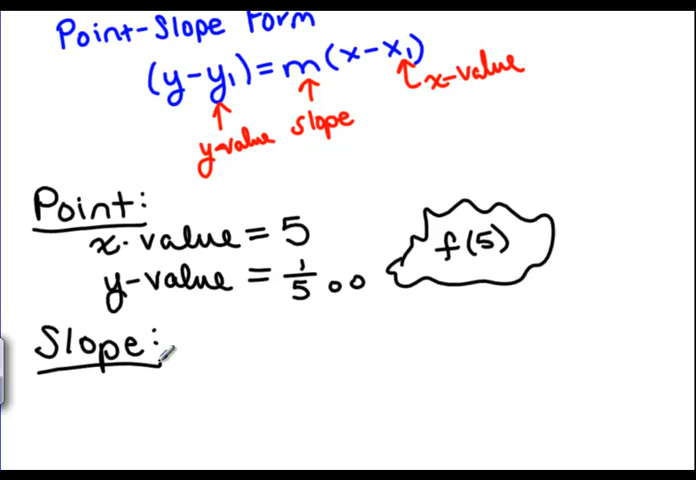 Point-Slope Form
(y-y₁)=m(x-x₁)
x-value
y-value slope
Point:
x-value=5
y-value = 1/5
f(5)
Slope: